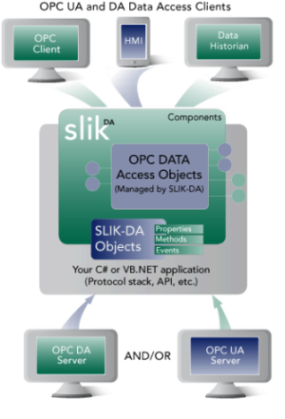 OPC UA and DA Data Access Clients
OPC
Client
HMI
Data
Historian
slik DA
Components
OPC DATA
Access Objects
(Managed by SLIK-DA)
SLIK-DA
Objects
Properties
Methods
Events
Your C# or VB.NET application
(Protocol stack, API, etc.)
OPC DA
Server
AND/OR
OPC UA
Server